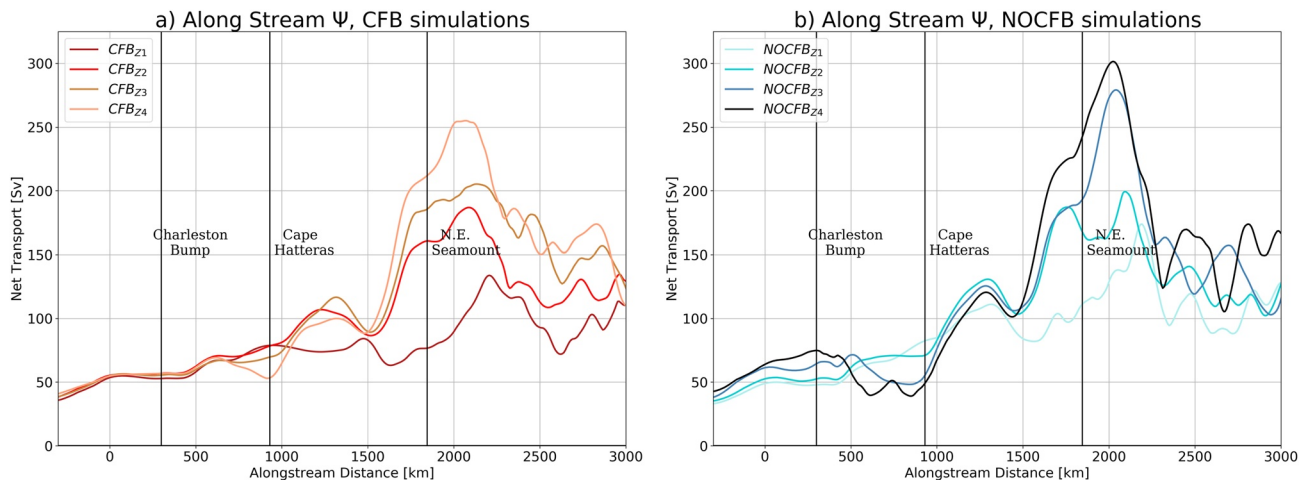 a) Along Stream Ψ, CFB simulations
CFB_Z1
CFB_Z2
CFB_Z3
CFB_Z4
Charleston
Bump
Cape
Hatteras
N.E.
Seamount
300
250
200
150
100
50
0
Net Transport [Sv]
0 500 1000 1500 2000 2500 3000
Alongstream Distance [km]
b) Along Stream Ψ, NOCFB simulations
NOCFB_Z1
NOCFB_Z2
NOCFB_Z3
NOCFB_Z4
Charleston
Bump
Cape
Hatteras
N.E.
Seamount
300
250
200
150
100
50
0
Net Transport [Sv]
0 500 1000 1500 2000 2500 3000
Alongstream Distance [km]